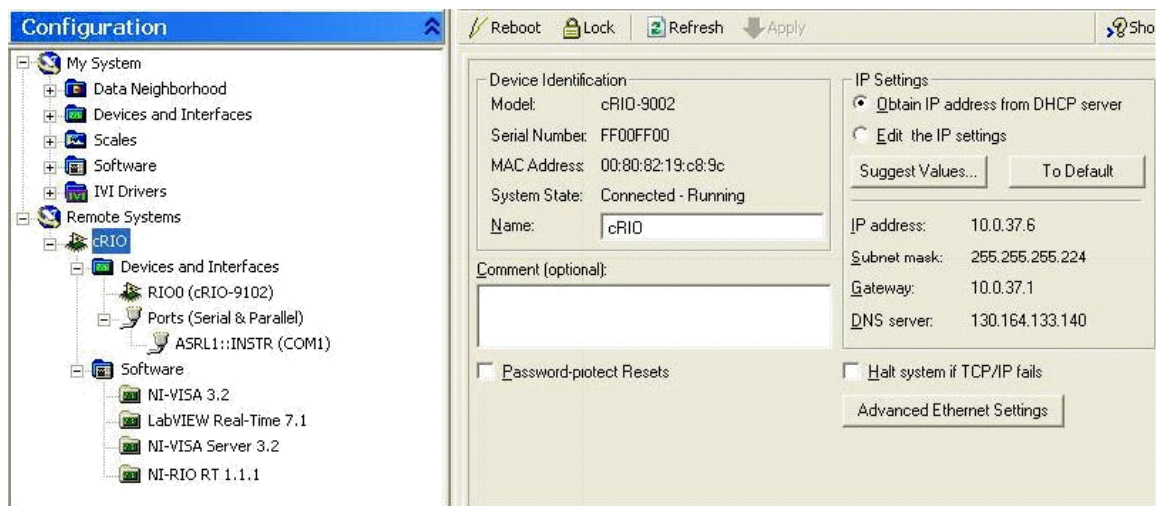 Configuration
My System
Data Neighborhood
Devices and Interfaces
Scales
Software
IVI Drivers
Remote Systems
cRIO
Devices and Interfaces
RIO0 (cRIO-9102)
Ports (Serial & Parallel)
ASRL1::INSTR (COM1)
Software
NI-VISA 3.2
LabVIEW Real-Time 7.1
NI-VISA Server 3.2
NI-RIO RT 1.1.1
Reboot Lock Refresh Apply Sho
Device Identification
Model: cRIO-9002
Serial Number: FF00FF00
MAC Address: 00:80:82:19:c8:9c
System State: Connected - Running
Name: cRIO
Comment (optional):
Password-protect Resets
IP Settings
Obtain IP address from DHCP server
Edit the IP settings
Suggest Values... To Default
IP address: 10.0.37.6
Subnet mask: 255.255.255.224
Gateway: 10.0.37.1
DNS server: 130.164.133.140
Halt system if TCP/IP fails
Advanced Ethernet Settings